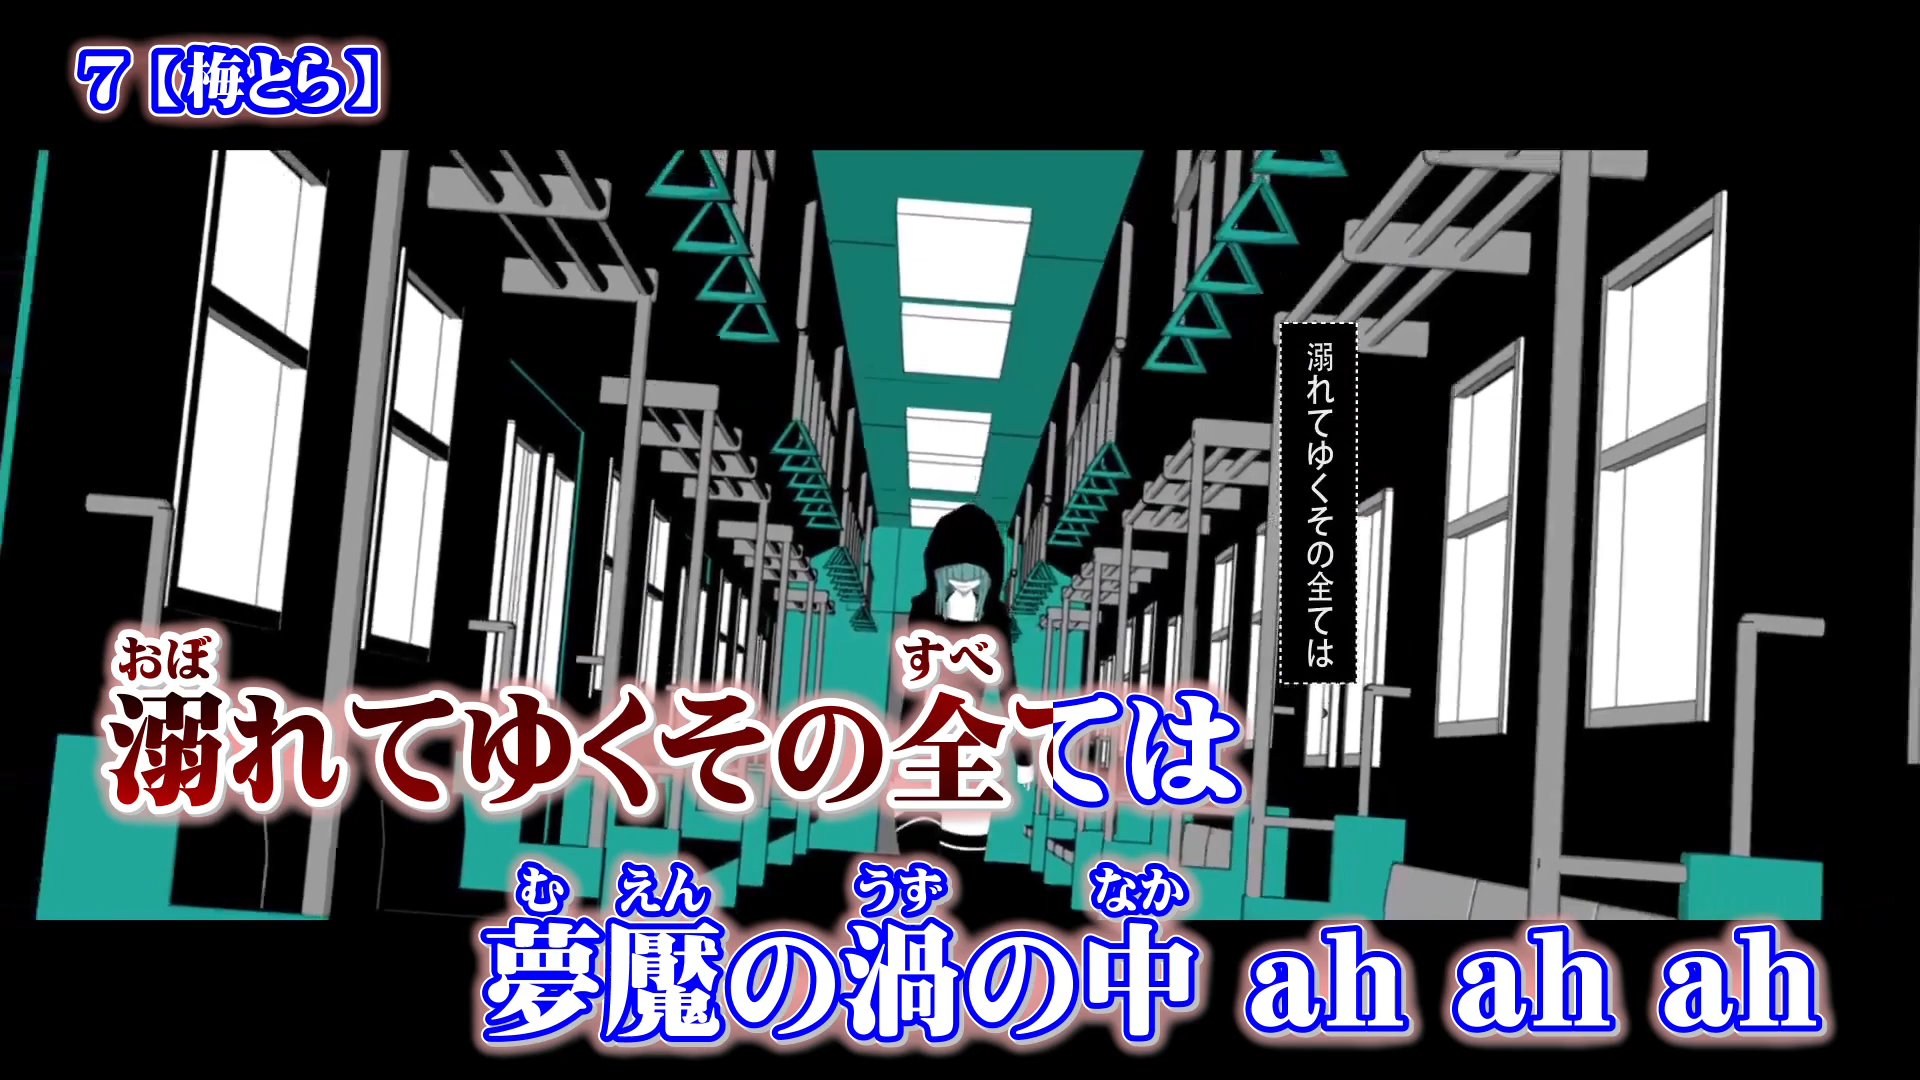 7【梅とら】
溺れてゆくその全ては
おぼ すべ
溺れてゆくその全ては
む えん うず なか
夢魘の渦の中 ah ah ah